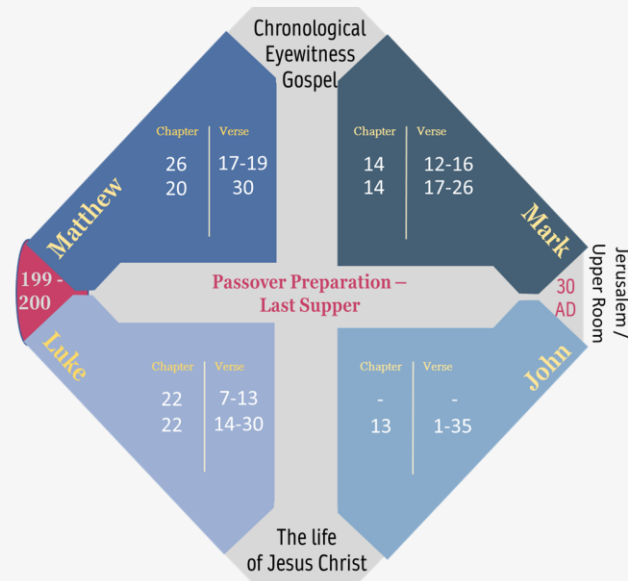 Chronological
Eyewitness
Gospel
Matthew
Chapter Verse
26 17-19
20 30
Mark
Chapter Verse
14 12-16
14 17-26
199 -
200
Passover Preparation –
Last Supper
30
AD
Jerusalem /
Upper Room
Luke
Chapter Verse
22 7-13
22 14-30
John
Chapter Verse
- -
13 1-35
The life
of Jesus Christ